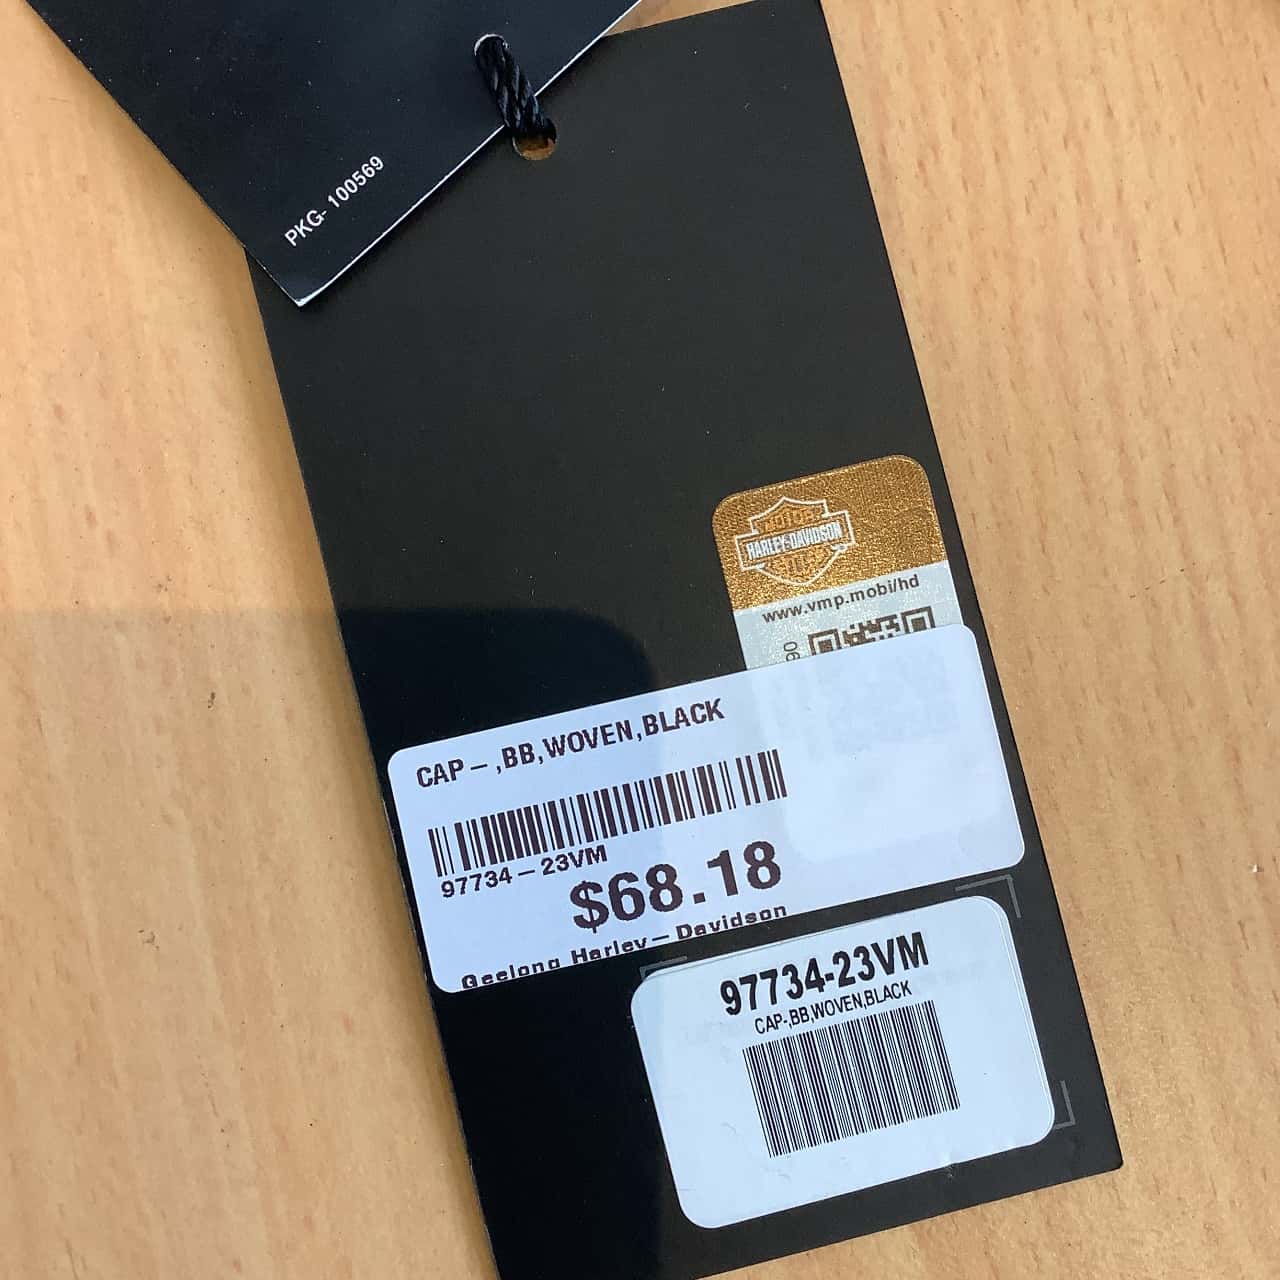 PKG- 100569
MOTOR
HARLEY-DAVIDSON
www.vmp.mobi/hd
CAP – ,BB,WOVEN,BLACK
97734 – 23VM
$68.18
Geelong Harley – Davidson
97734-23VM
CAP-,BB,WOVEN,BLACK